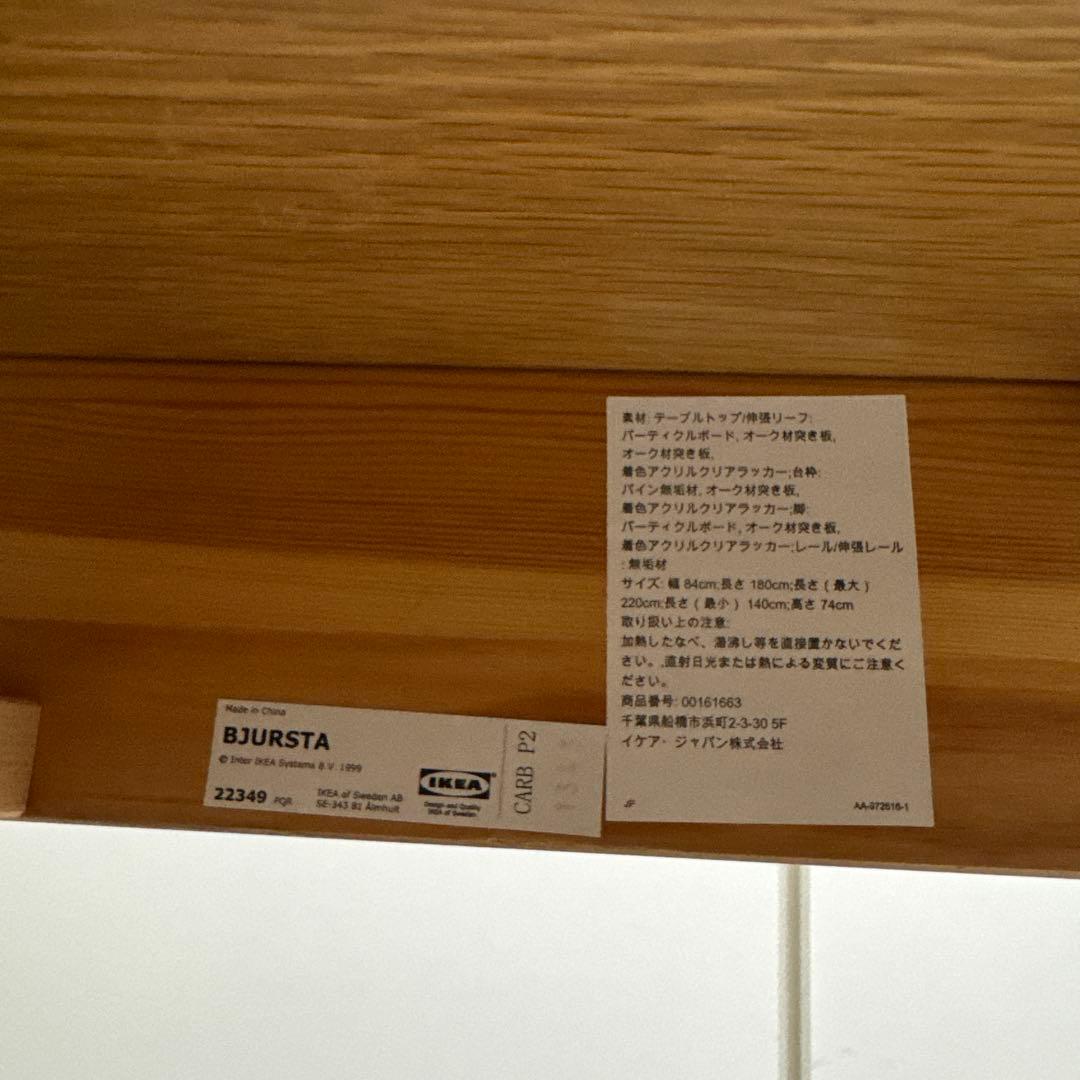 素材: テーブルトップ/伸張リーフ:
パーティクルボード, オーク材突き板,
オーク材突き板,
着色アクリルクリアラッカー;台枠:
パイン無垢材, オーク材突き板,
着色アクリルクリアラッカー;脚:
パーティクルボード, オーク材突き板,
着色アクリルクリアラッカー;レール/伸張レール
: 無垢材
サイズ: 幅 84cm;長さ 180cm;長さ ( 最大 )
220cm;長さ ( 最小 ) 140cm;高さ 74cm
取り扱い上の注意:
加熱したなべ、湯沸し等を直接置かないでくだ
さい。,直射日光または熱による変質にご注意く
ださい。
商品番号: 00161663
千葉県船橋市浜町2-3-30 5F
イケア・ジャパン株式会社
JP
AA-972616-1
Made in China
BJURSTA
© Inter IKEA Systems B.V. 1999
22349 PQR
IKEA of Sweden AB
SE-343 81 Älmhult
IKEA
Design and Quality
IKEA of Sweden
CARB P2